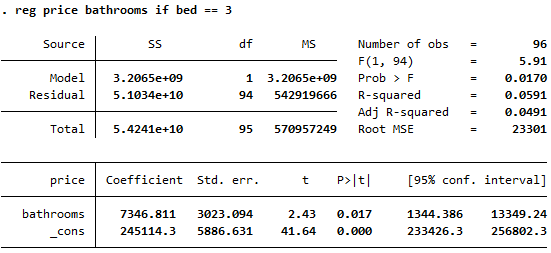 . reg price bathrooms if bed == 3
Source | SS df MS Number of obs = 96
F(1, 94) = 5.91
Model | 3.2065e+09 1 3.2065e+09 Prob > F = 0.0170
Residual | 5.1034e+10 94 542919666 R-squared = 0.0591
Adj R-squared = 0.0491
Total | 5.4241e+10 95 570957249 Root MSE = 23301
price | Coefficient Std. err. t P>|t| [95% conf. interval]
bathrooms | 7346.811 3023.094 2.43 0.017 1344.386 13349.24
_cons | 245114.3 5886.631 41.64 0.000 233426.3 256802.3